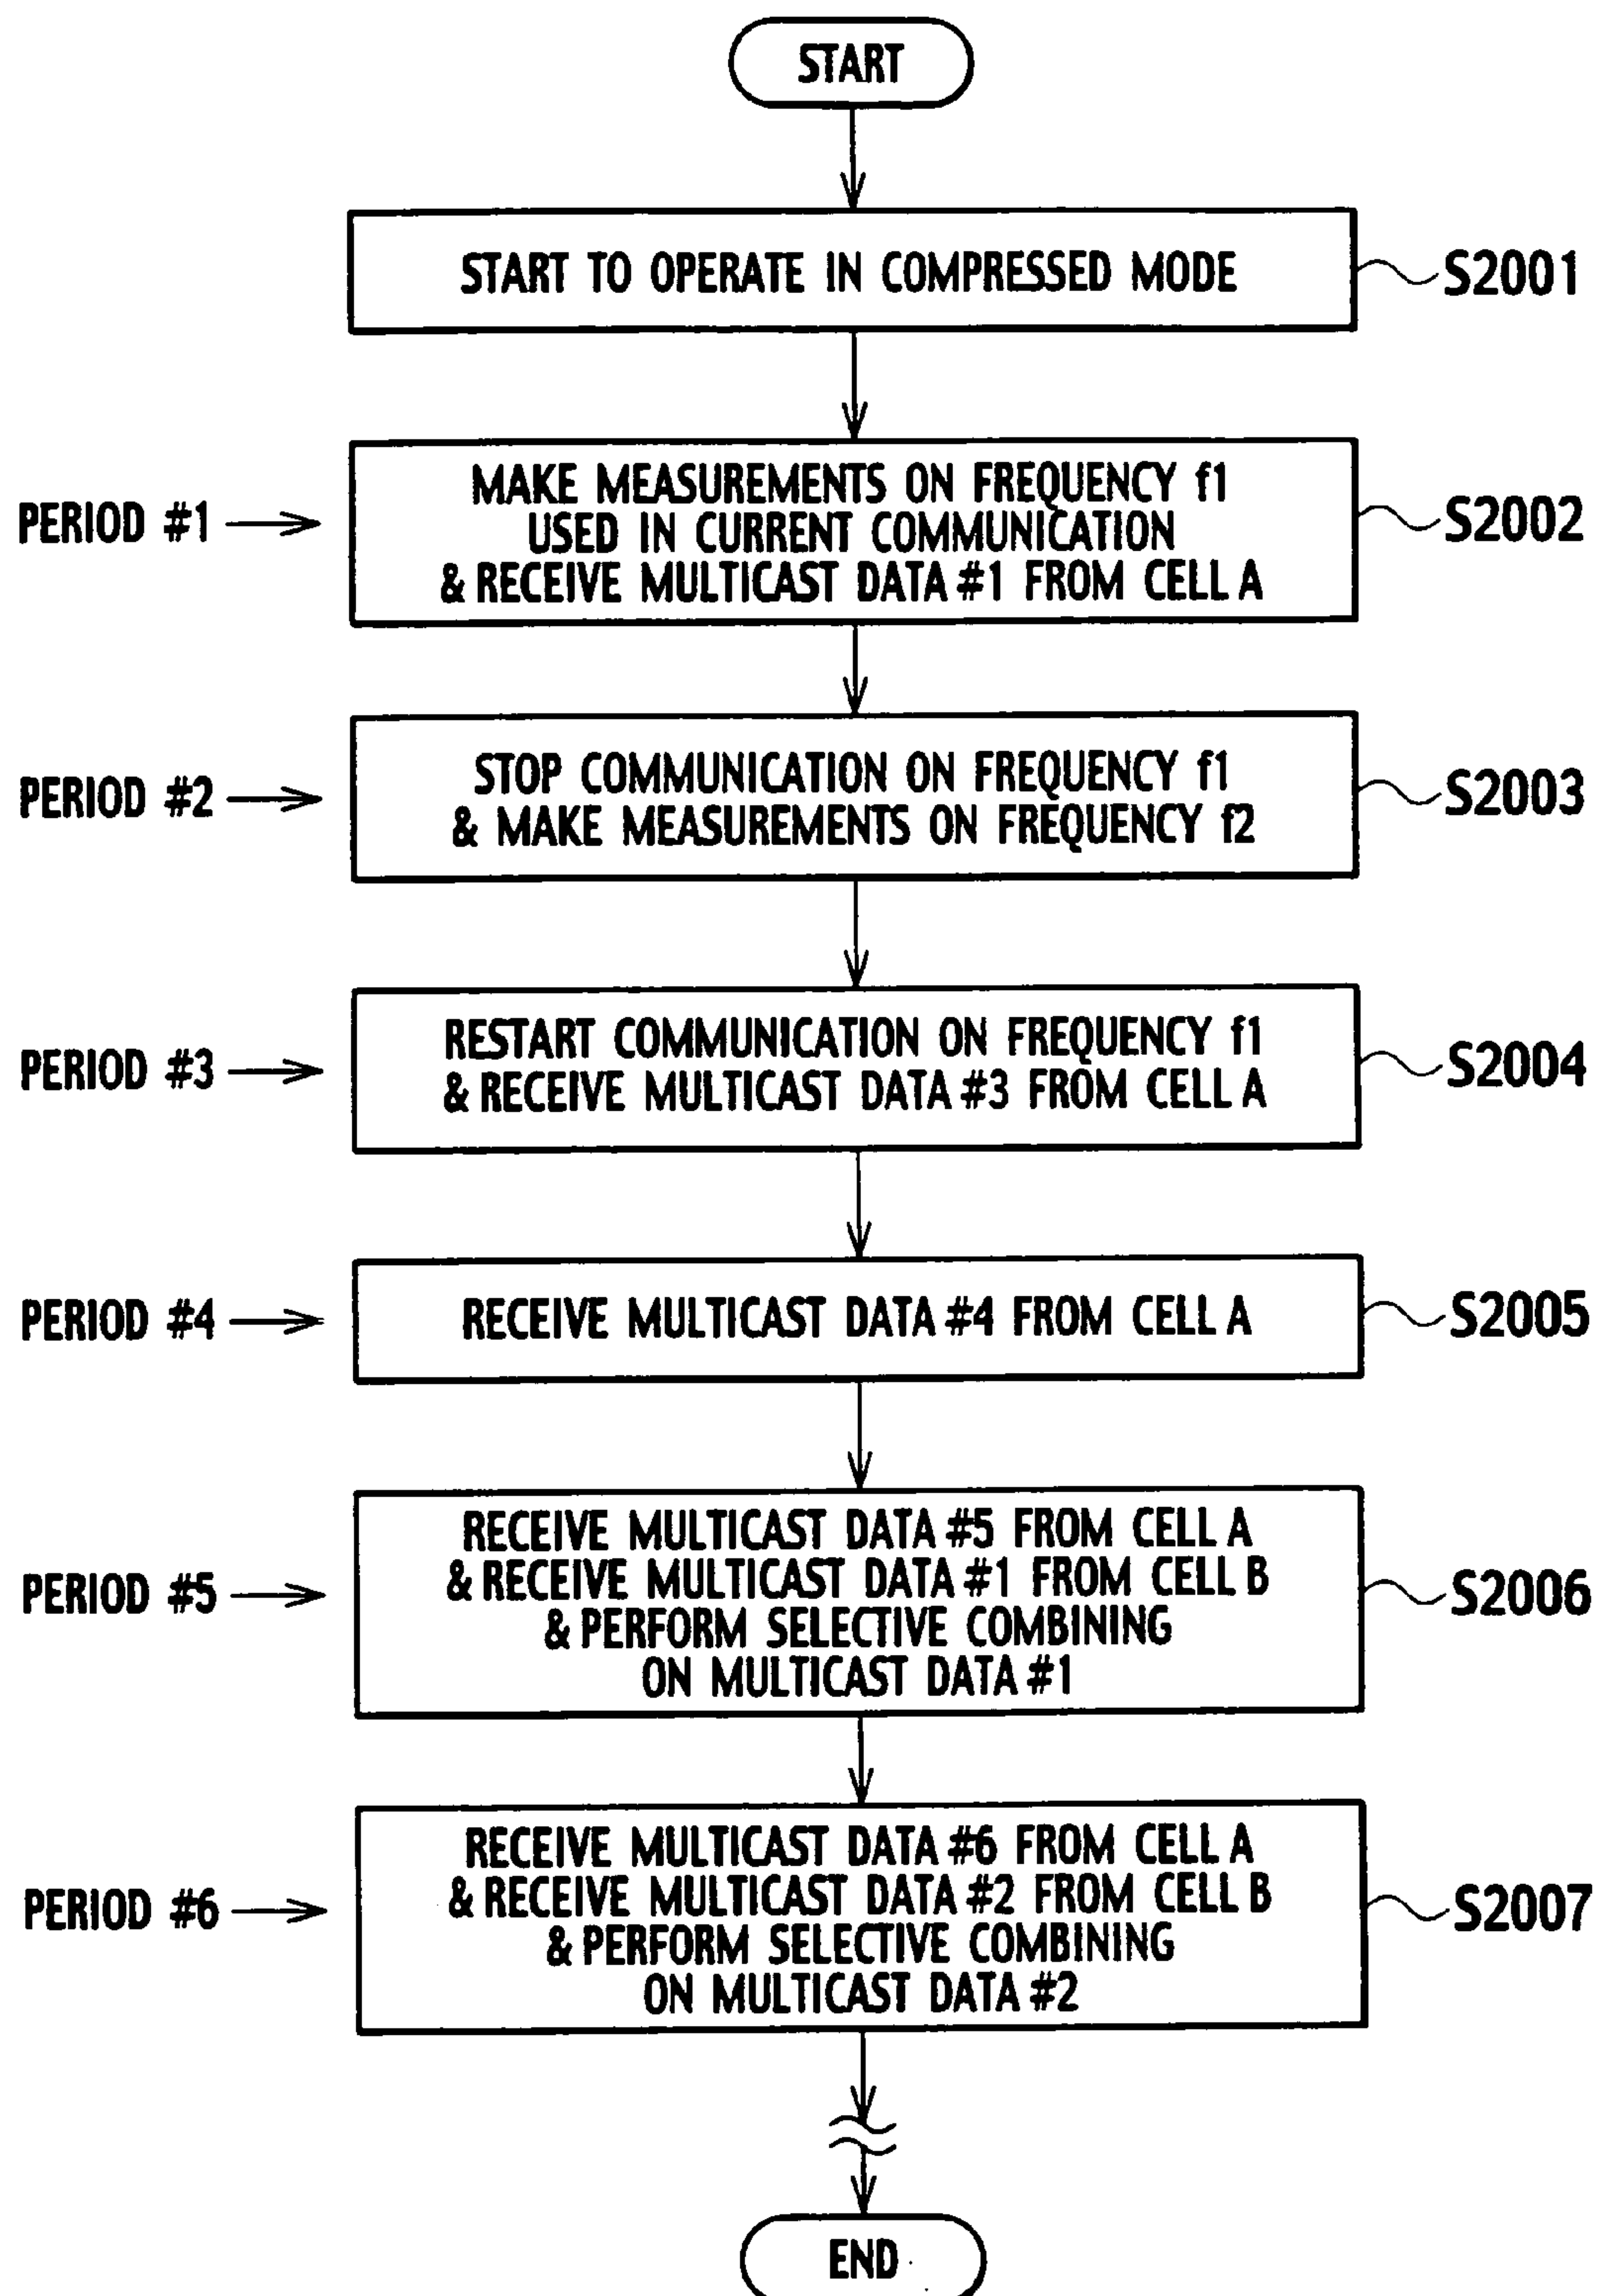 START
START TO OPERATE IN COMPRESSED MODE
S2001
PERIOD #1
MAKE MEASUREMENTS ON FREQUENCY f1
USED IN CURRENT COMMUNICATION
& RECEIVE MULTICAST DATA #1 FROM CELL A
S2002
PERIOD #2
STOP COMMUNICATION ON FREQUENCY f1
& MAKE MEASUREMENTS ON FREQUENCY f2
S2003
PERIOD #3
RESTART COMMUNICATION ON FREQUENCY f1
& RECEIVE MULTICAST DATA #3 FROM CELL A
S2004
PERIOD #4
RECEIVE MULTICAST DATA #4 FROM CELL A
S2005
PERIOD #5
RECEIVE MULTICAST DATA #5 FROM CELL A
& RECEIVE MULTICAST DATA #1 FROM CELL B
& PERFORM SELECTIVE COMBINING
ON MULTICAST DATA #1
S2006
PERIOD #6
RECEIVE MULTICAST DATA #6 FROM CELL A
& RECEIVE MULTICAST DATA #2 FROM CELL B
& PERFORM SELECTIVE COMBINING
ON MULTICAST DATA #2
S2007
END